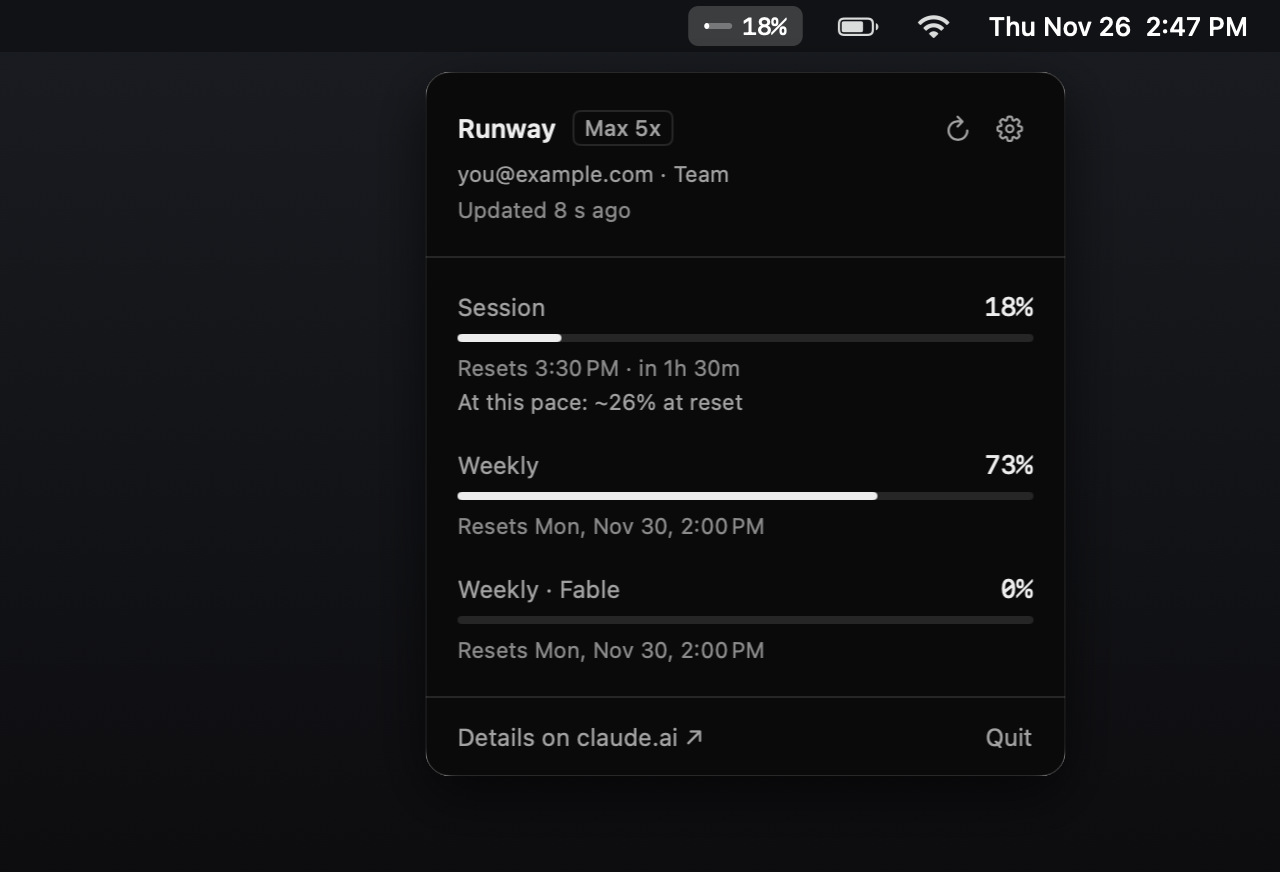 18%
Thu Nov 26 2:47 PM
Runway Max 5x
you@example.com · Team
Updated 8 s ago
Session 18%
Resets 3:30 PM · in 1h 30m
At this pace: ~26% at reset
Weekly 73%
Resets Mon, Nov 30, 2:00 PM
Weekly · Fable 0%
Resets Mon, Nov 30, 2:00 PM
Details on claude.ai ↗ Quit